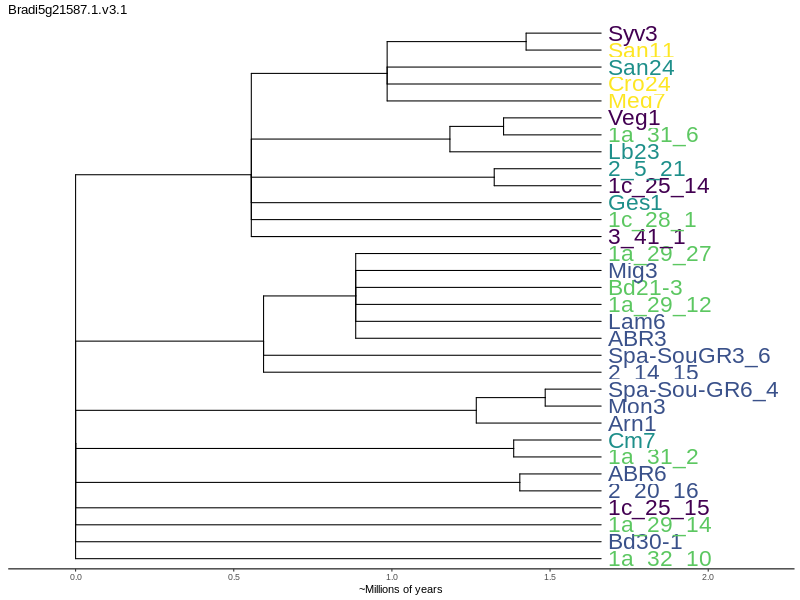 Bradi5g21587.1.v3.1
Syv3
San11
San24
Cro24
Meg7
Veg1
1a_31_6
Lb23
2_5_21
1c_25_14
Ges1
1c_28_1
3_41_1
1a_29_27
Mig3
Bd21-3
1a_29_12
Lam6
ABR3
Spa-SouGR3_6
2_14_15
Spa-Sou-GR6_4
Mon3
Arn1
Cm7
1a_31_2
ABR6
2_20_16
1c_25_15
1a_29_14
Bd30-1
1a_32_10
0.0 0.5 1.0 1.5 2.0
~Millions of years